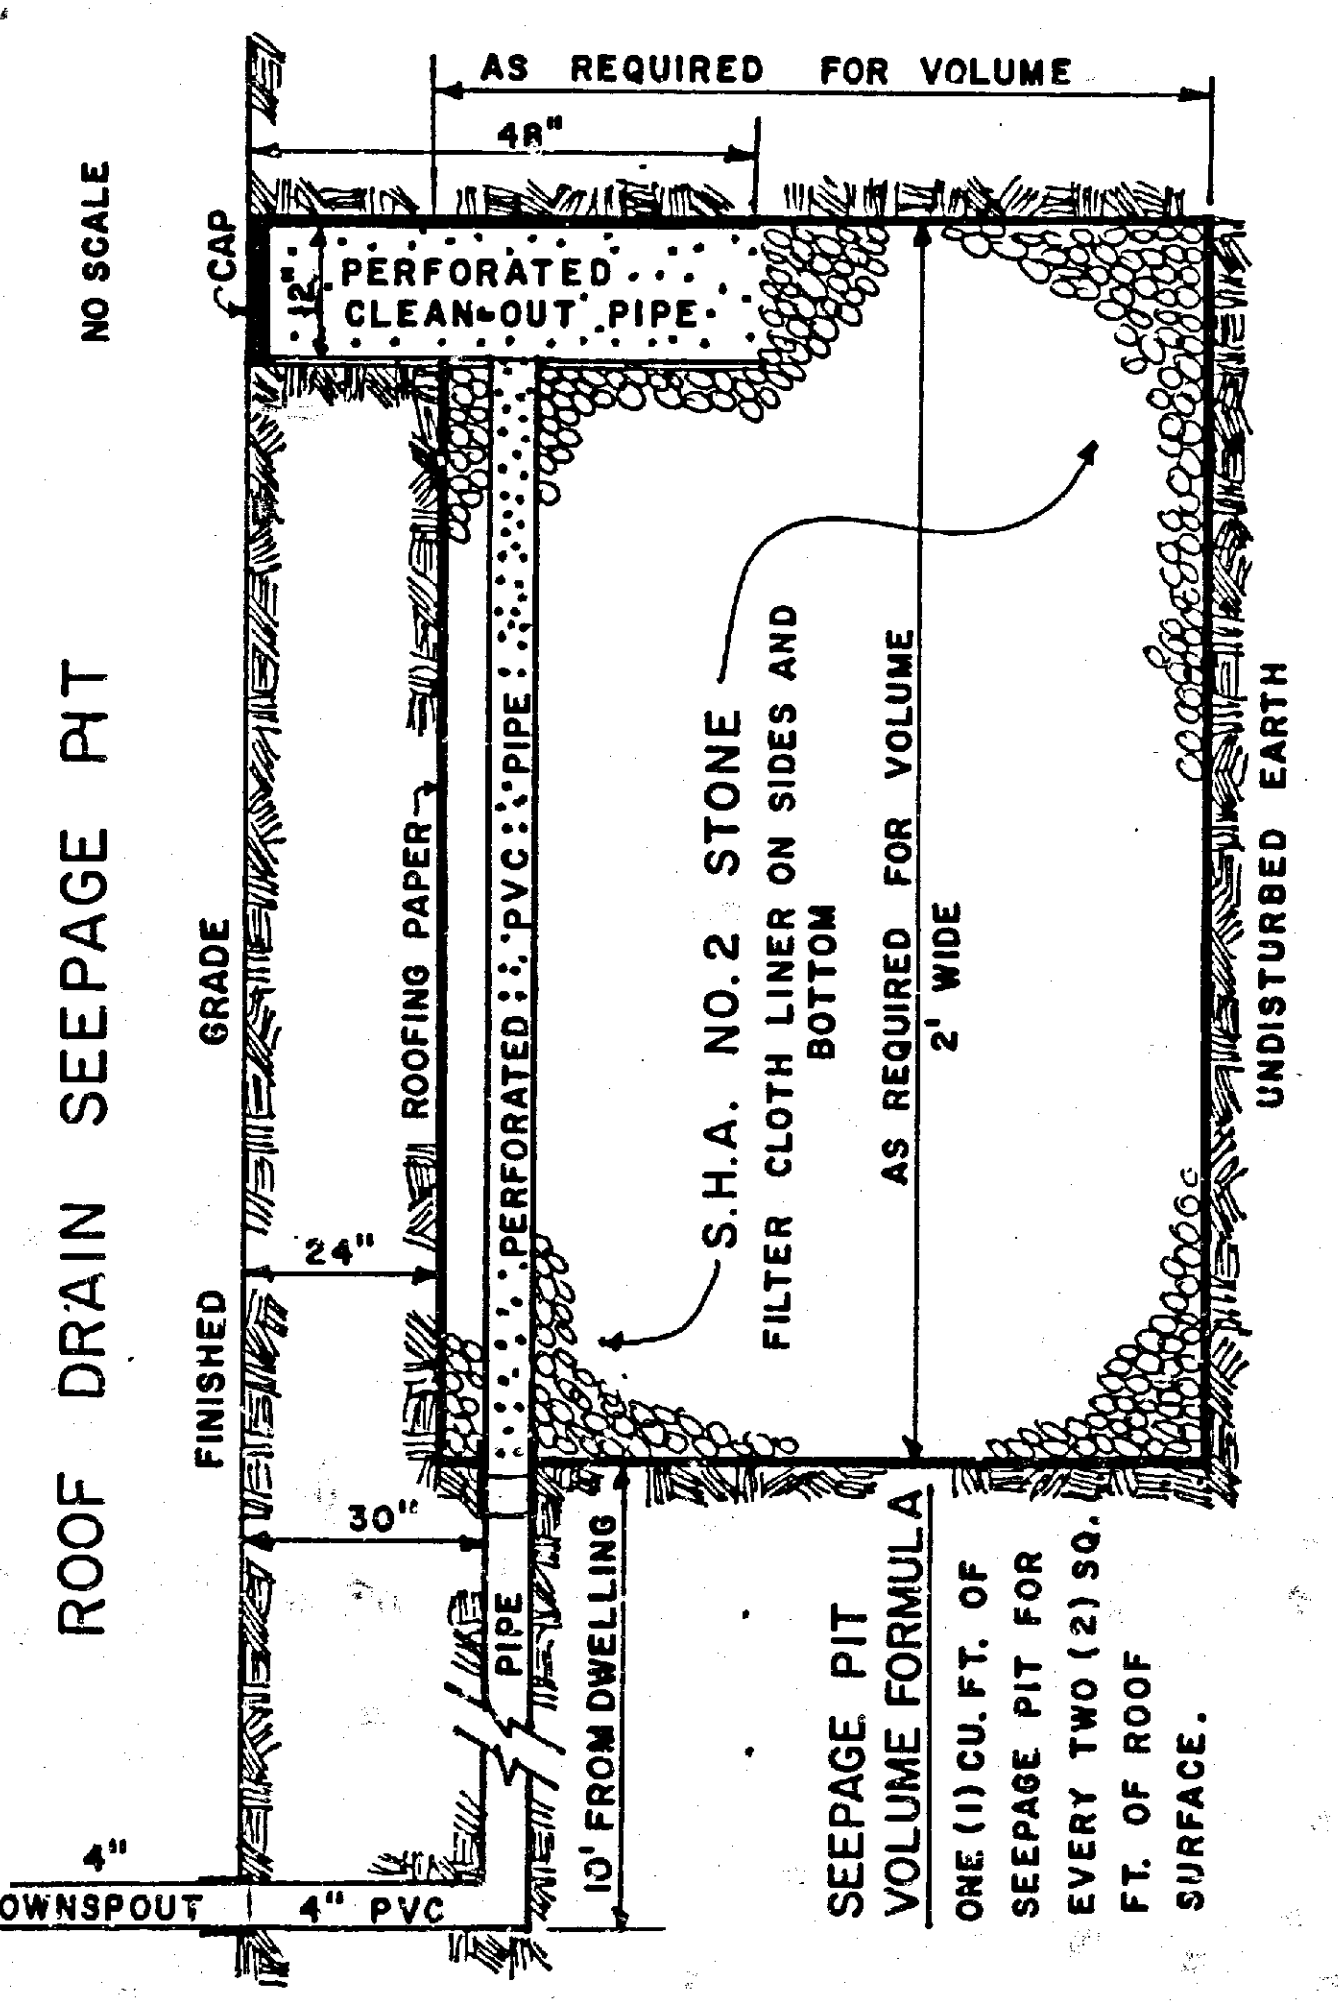 ROOF DRAIN SEEPAGE PIT
NO SCALE
FINISHED GRADE
CAP
4"
OWNSPOUT
4" PVC
30"
24"
12"
48"
AS REQUIRED FOR VOLUME
ROOFING PAPER
PERFORATED
CLEAN-OUT PIPE
PIPE
PERFORATED PVC PIPE
10' FROM DWELLING
S.H.A. NO.2 STONE
FILTER CLOTH LINER ON SIDES AND
BOTTOM
AS REQUIRED FOR VOLUME
2' WIDE
UNDISTURBED EARTH
SEEPAGE PIT
VOLUME FORMULA
ONE (1) CU. FT. OF
SEEPAGE PIT FOR
EVERY TWO (2) SQ.
FT. OF ROOF
SURFACE.